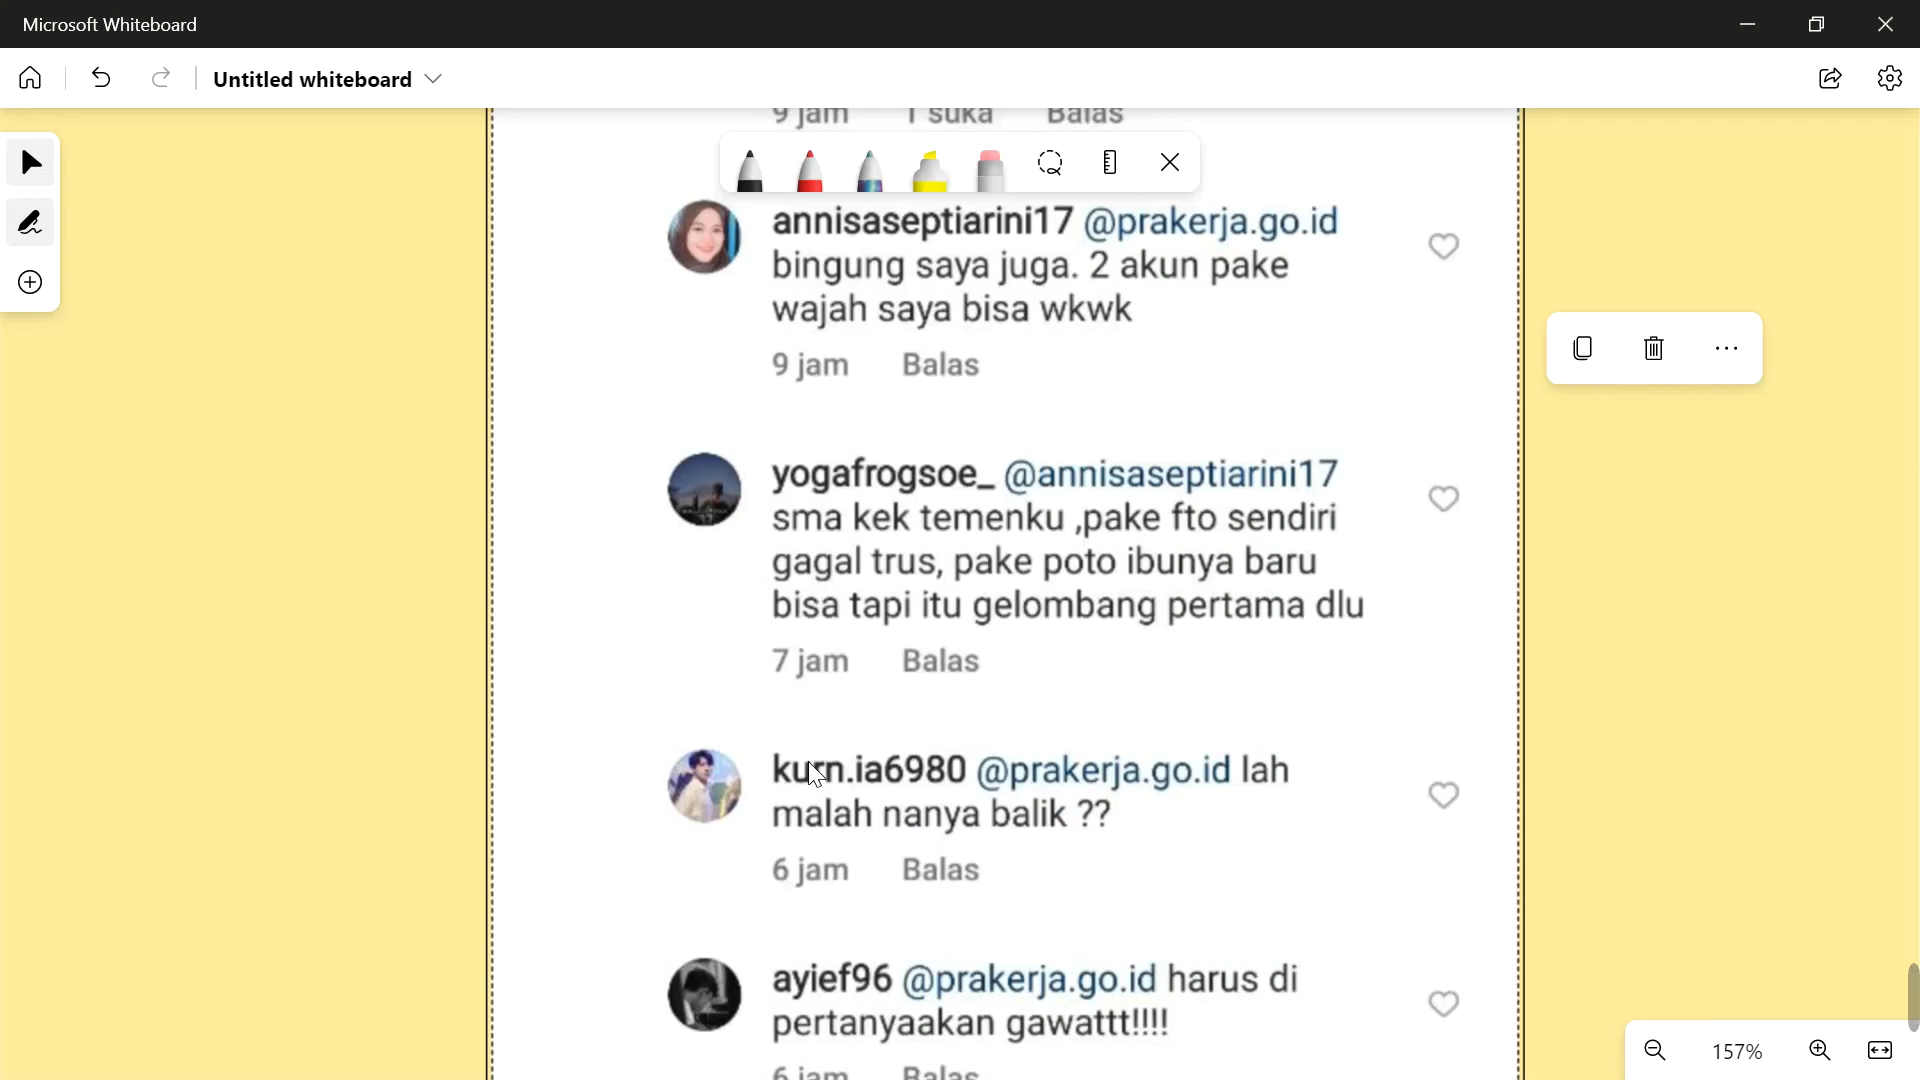 Microsoft Whiteboard
Untitled whiteboard
9 jam 1 suka Balas
annisaseptiarini17 @prakerja.go.id
bingung saya juga. 2 akun pake
wajah saya bisa wkwk
9 jam Balas
yogafrogsoe_ @annisaseptiarini17
sma kek temenku ,pake fto sendiri
gagal trus, pake poto ibunya baru
bisa tapi itu gelombang pertama dlu
7 jam Balas
kurn.ia6980 @prakerja.go.id lah
malah nanya balik ??
6 jam Balas
ayief96 @prakerja.go.id harus di
pertanyaakan gawattt!!!!
6 jam Balas
157%